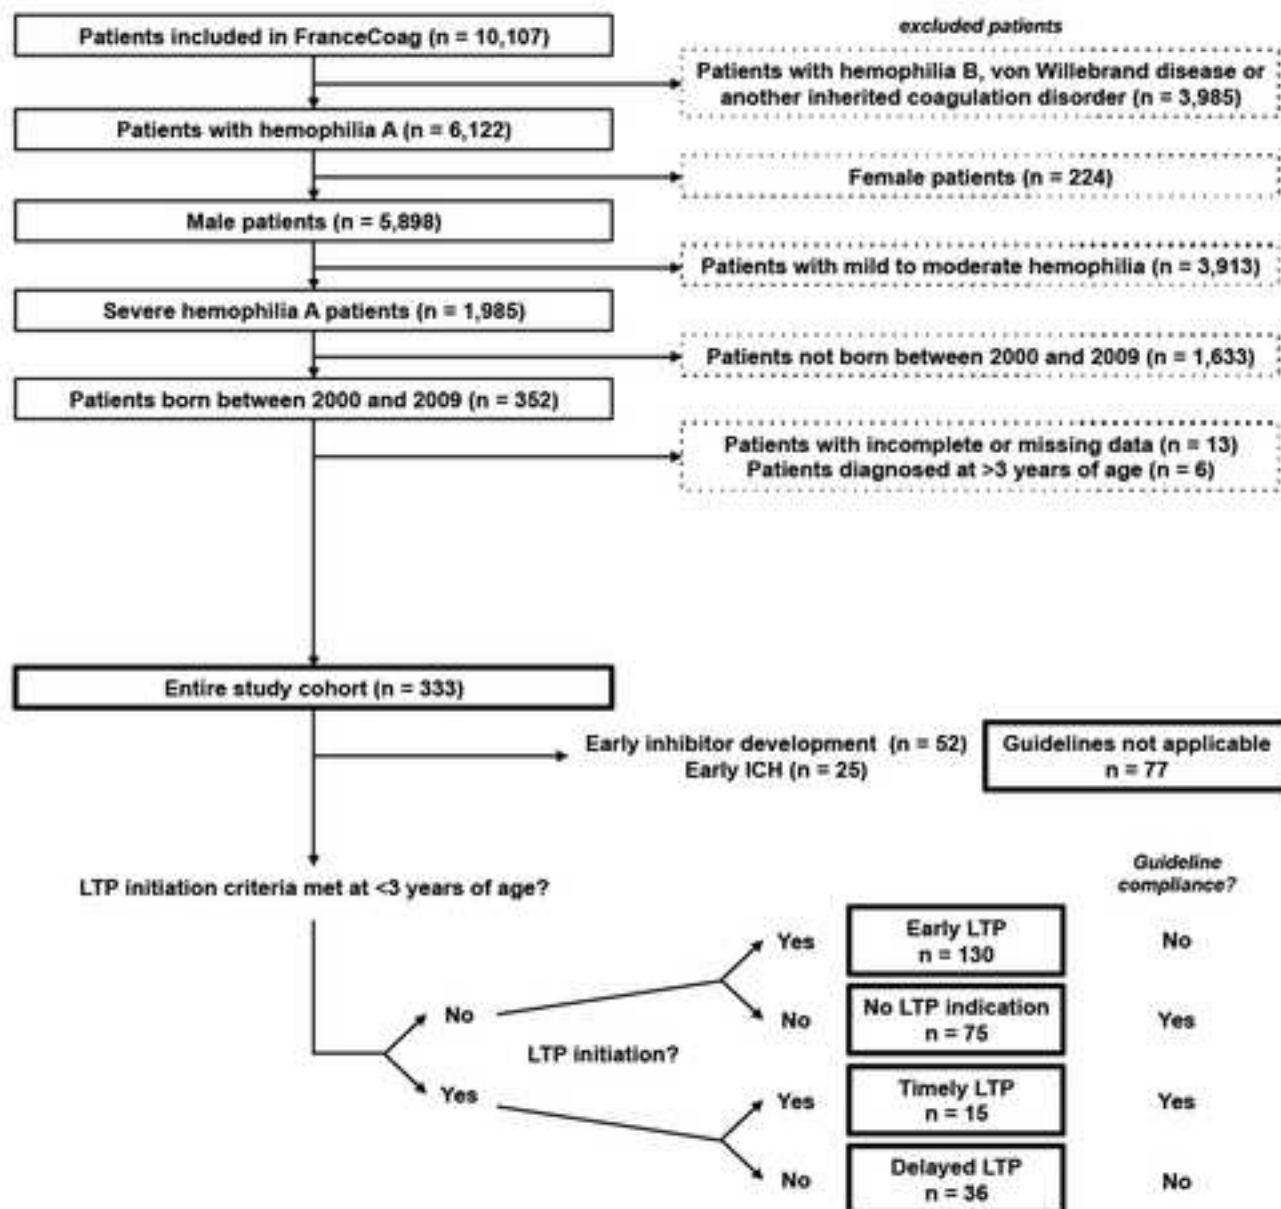 Patients included in FranceCoag (n = 10,107)
excluded patients
Patients with hemophilia B, von Willebrand disease or
another inherited coagulation disorder (n = 3,985)
Patients with hemophilia A (n = 6,122)
Female patients (n = 224)
Male patients (n = 5,898)
Patients with mild to moderate hemophilia (n = 3,913)
Severe hemophilia A patients (n = 1,985)
Patients not born between 2000 and 2009 (n = 1,633)
Patients born between 2000 and 2009 (n = 352)
Patients with incomplete or missing data (n = 13)
Patients diagnosed at >3 years of age (n = 6)
Entire study cohort (n = 333)
Early inhibitor development (n = 52)
Early ICH (n = 25)
Guidelines not applicable
n = 77
LTP initiation criteria met at <3 years of age?
Guideline
compliance?
Yes
Early LTP
n = 130
No
No
No
No LTP indication
n = 75
Yes
LTP initiation?
Yes
Yes
Timely LTP
n = 15
Yes
No
Delayed LTP
n = 36
No